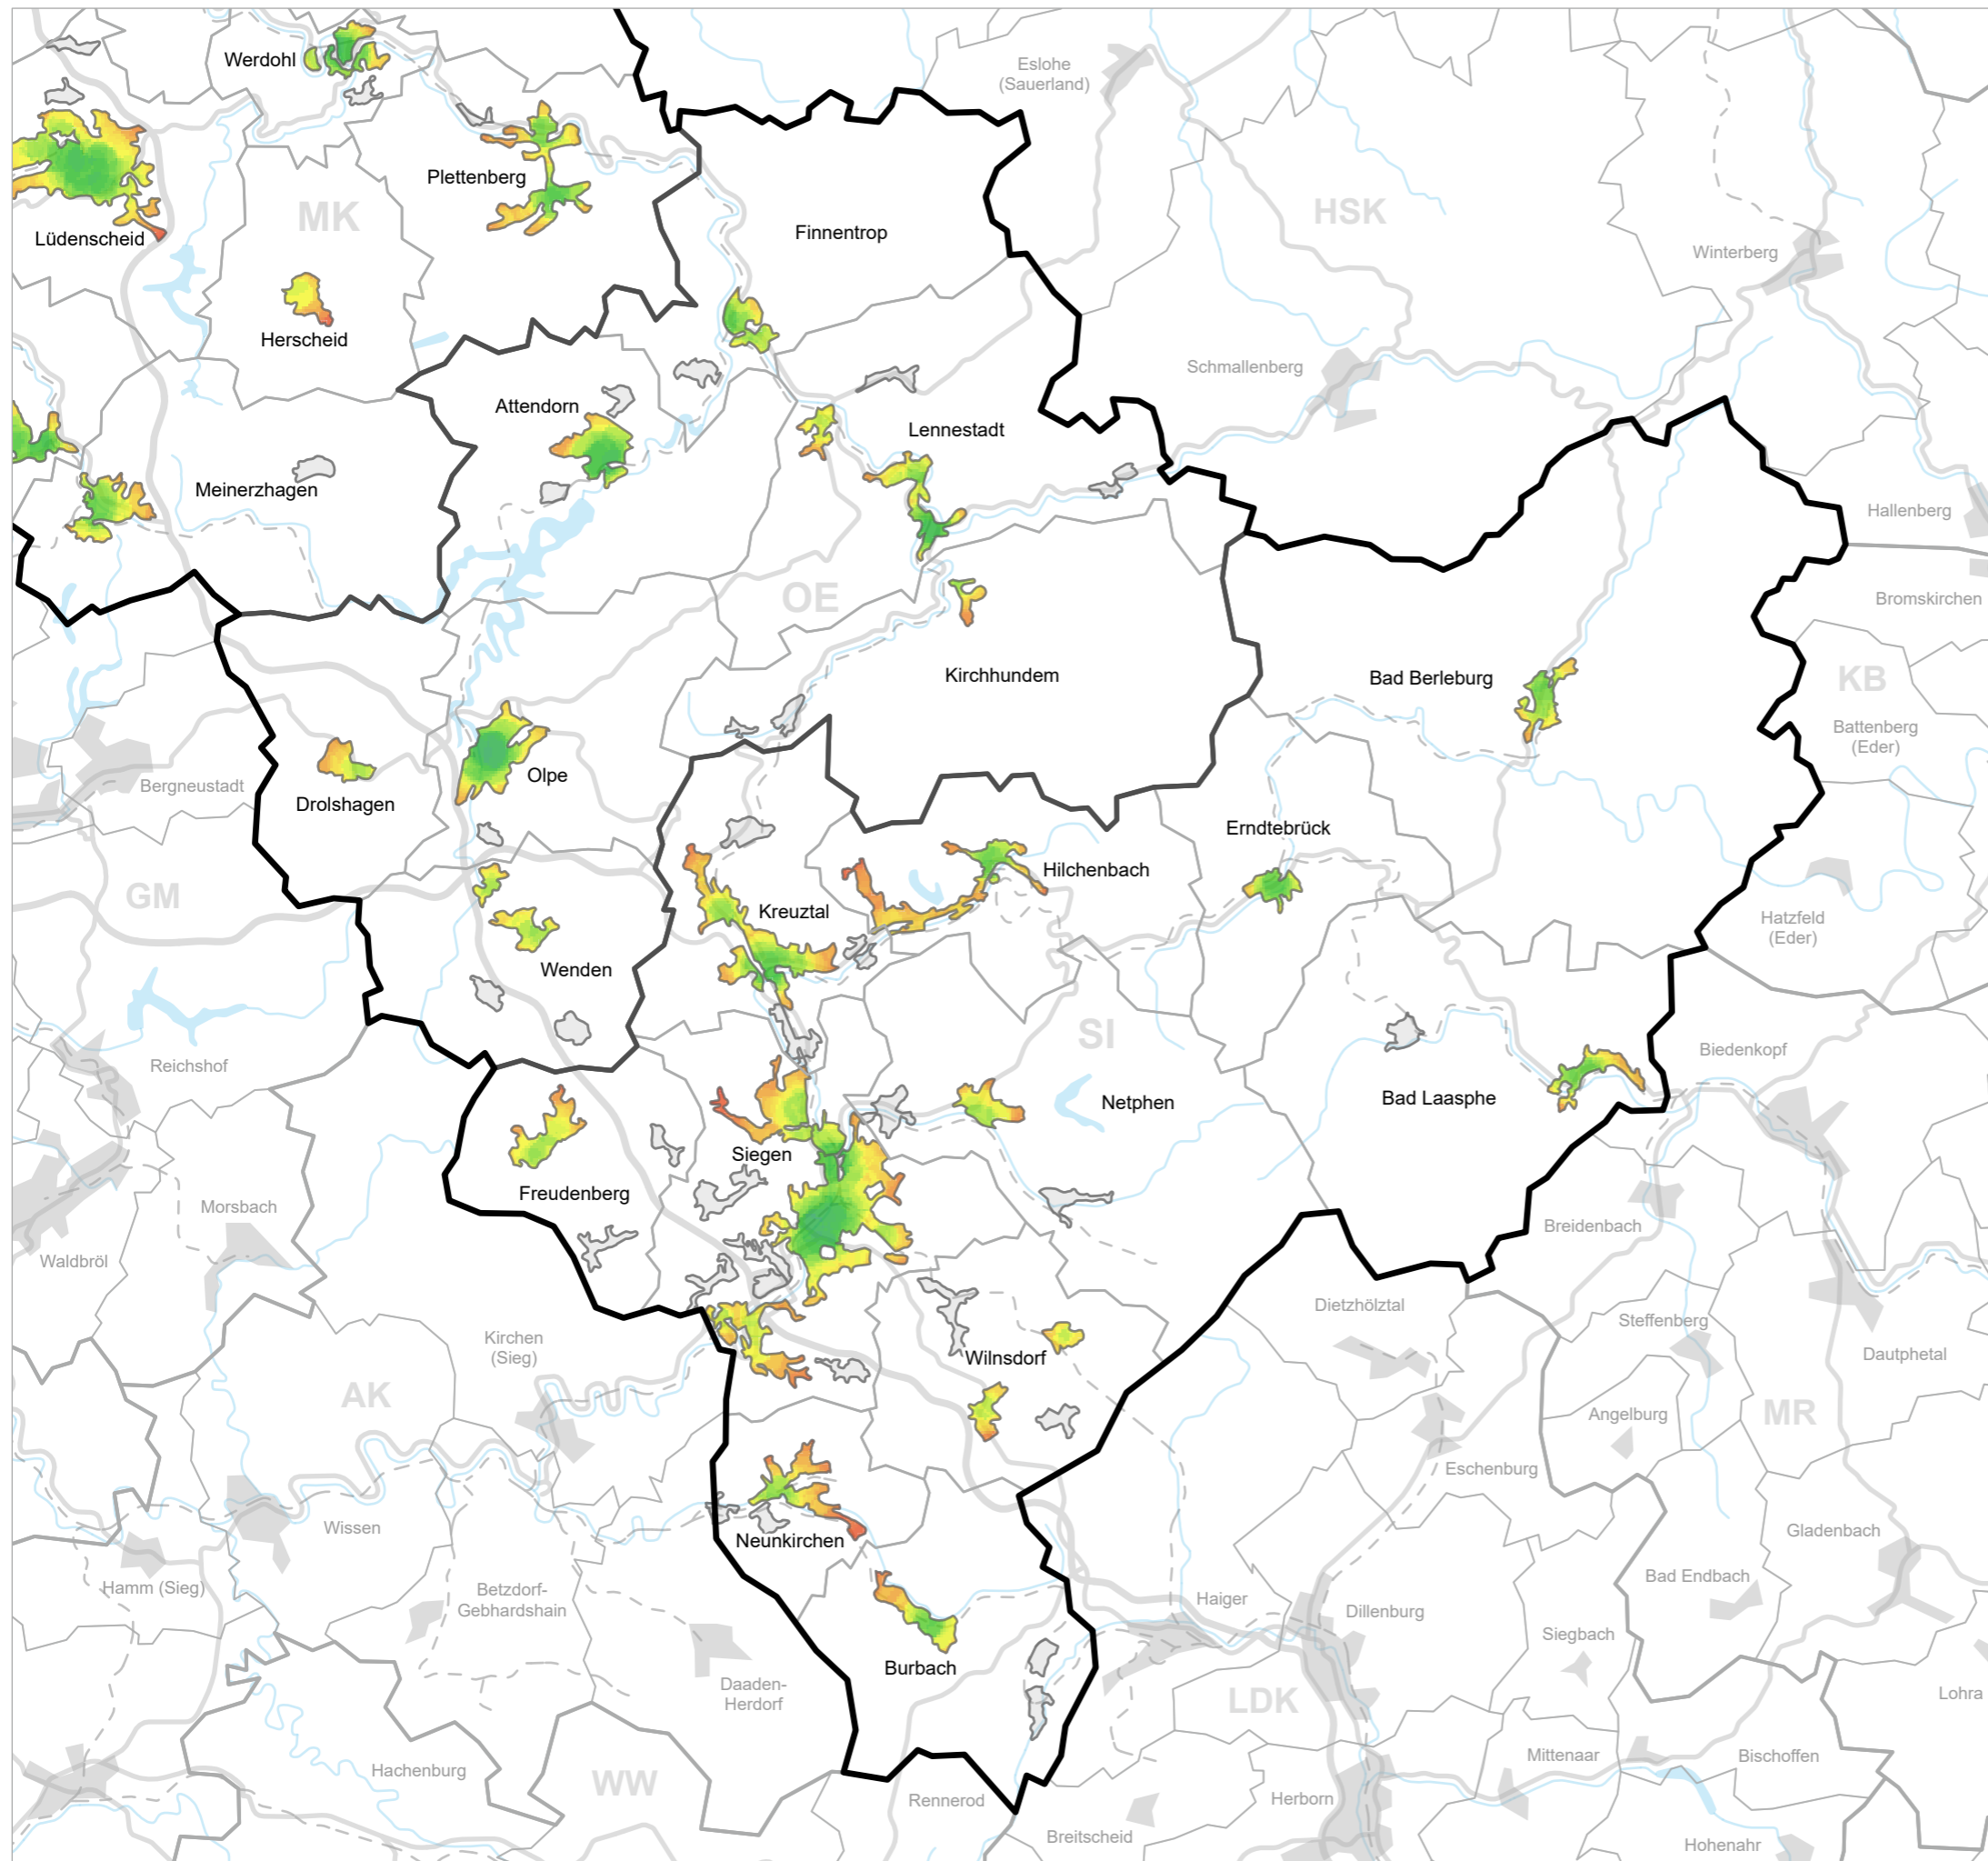 Werdohl
Eslohe
(Sauerland)
Plettenberg
MK
HSK
Lüdenscheid
Finnentrop
Winterberg
Herscheid
Schmallenberg
Attendorn
Lennestadt
Meinerzhagen
Hallenberg
OE
Bromskirchen
Kirchhundem
Bad Berleburg
KB
Battenberg
(Eder)
Bergneustadt
Olpe
Drolshagen
Erndtebrück
Hilchenbach
GM
Kreuztal
Hatzfeld
(Eder)
Wenden
SI
Reichshof
Biedenkopf
Bad Laasphe
Netphen
Siegen
Freudenberg
Morsbach
Breidenbach
Waldbröl
Dietzhölztal
Steffenberg
Kirchen
(Sieg)
Wilnsdorf
Dautphetal
AK
MR
Angelburg
Eschenburg
Wissen
Gladenbach
Neunkirchen
Hamm (Sieg)
Betzdorf-
Gebhardshain
Bad Endbach
Haiger
Dillenburg
Siegbach
Burbach
Daaden-
Herdorf
LDK
Lohra
Mittenaar
Bischoffen
Hachenburg
WW
Rennerod
Herborn
Breitscheid
Hohenahr